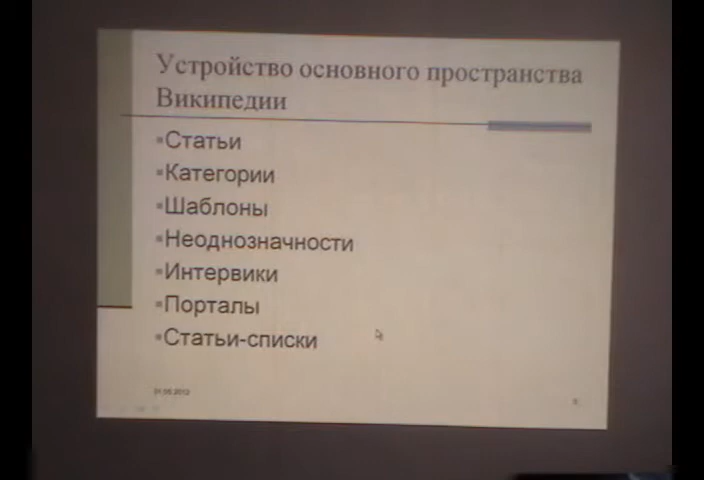 Устройство основного пространства
Википедии
Статьи
Категории
Шаблоны
Неоднозначности
Интервики
Порталы
Статьи-списки